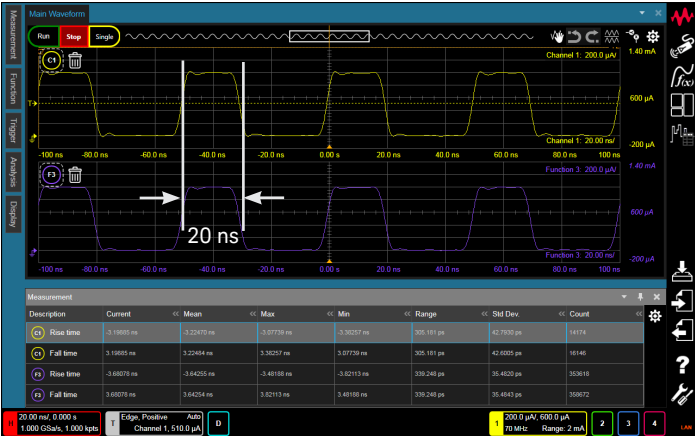 Main Waveform
Run Stop Single
C1 Channel 1: 200.0 µA/ 1.40 mA
T 600 µA
Channel 1: 20.00 ns/ -200 µA
-100 ns -80.0 ns -60.0 ns -40.0 ns -20.0 ns 0.00 s 20.0 ns 40.0 ns 60.0 ns 80.0 ns 100 ns
F3 Function 3: 200.0 µA/ 1.40 mA
600 µA
20 ns
Function 3: 20.00 ns/ -200 µA
-100 ns -80.0 ns -60.0 ns -40.0 ns -20.0 ns 0.00 20.0 ns 40.0 ns 60.0 ns 80.0 ns 100 ns
Measurement
Function
Trigger
Analysis
Display
f(x)
Measurement
Description Current Mean Max Min Range Std Dev. Count
C1 Rise time -3.19685 ns -3.22470 ns -3.07739 ns -3.38257 ns 305.181 ps 42.7930 ps 14174
C1 Fall time 3.19685 ns 3.22484 ns 3.38257 ns 3.07739 ns 305.181 ps 42.6005 ps 16146
F3 Rise time -3.68078 ns -3.64255 ns -3.48188 ns -3.82113 ns 339.248 ps 35.4820 ps 353618
F3 Fall time 3.68078 ns 3.64254 ns 3.82113 ns 3.48188 ns 339.248 ps 35.4843 ps 358672
H 20.00 ns/, 0.000 s
1.000 GSa/s, 1.000 kpts
T Edge, Positive Auto
Channel 1, 510.0 µA
D
1 200.0 µA/, 600.0 µA
70 MHz Range: 2 mA
2 3 4
?
LAN